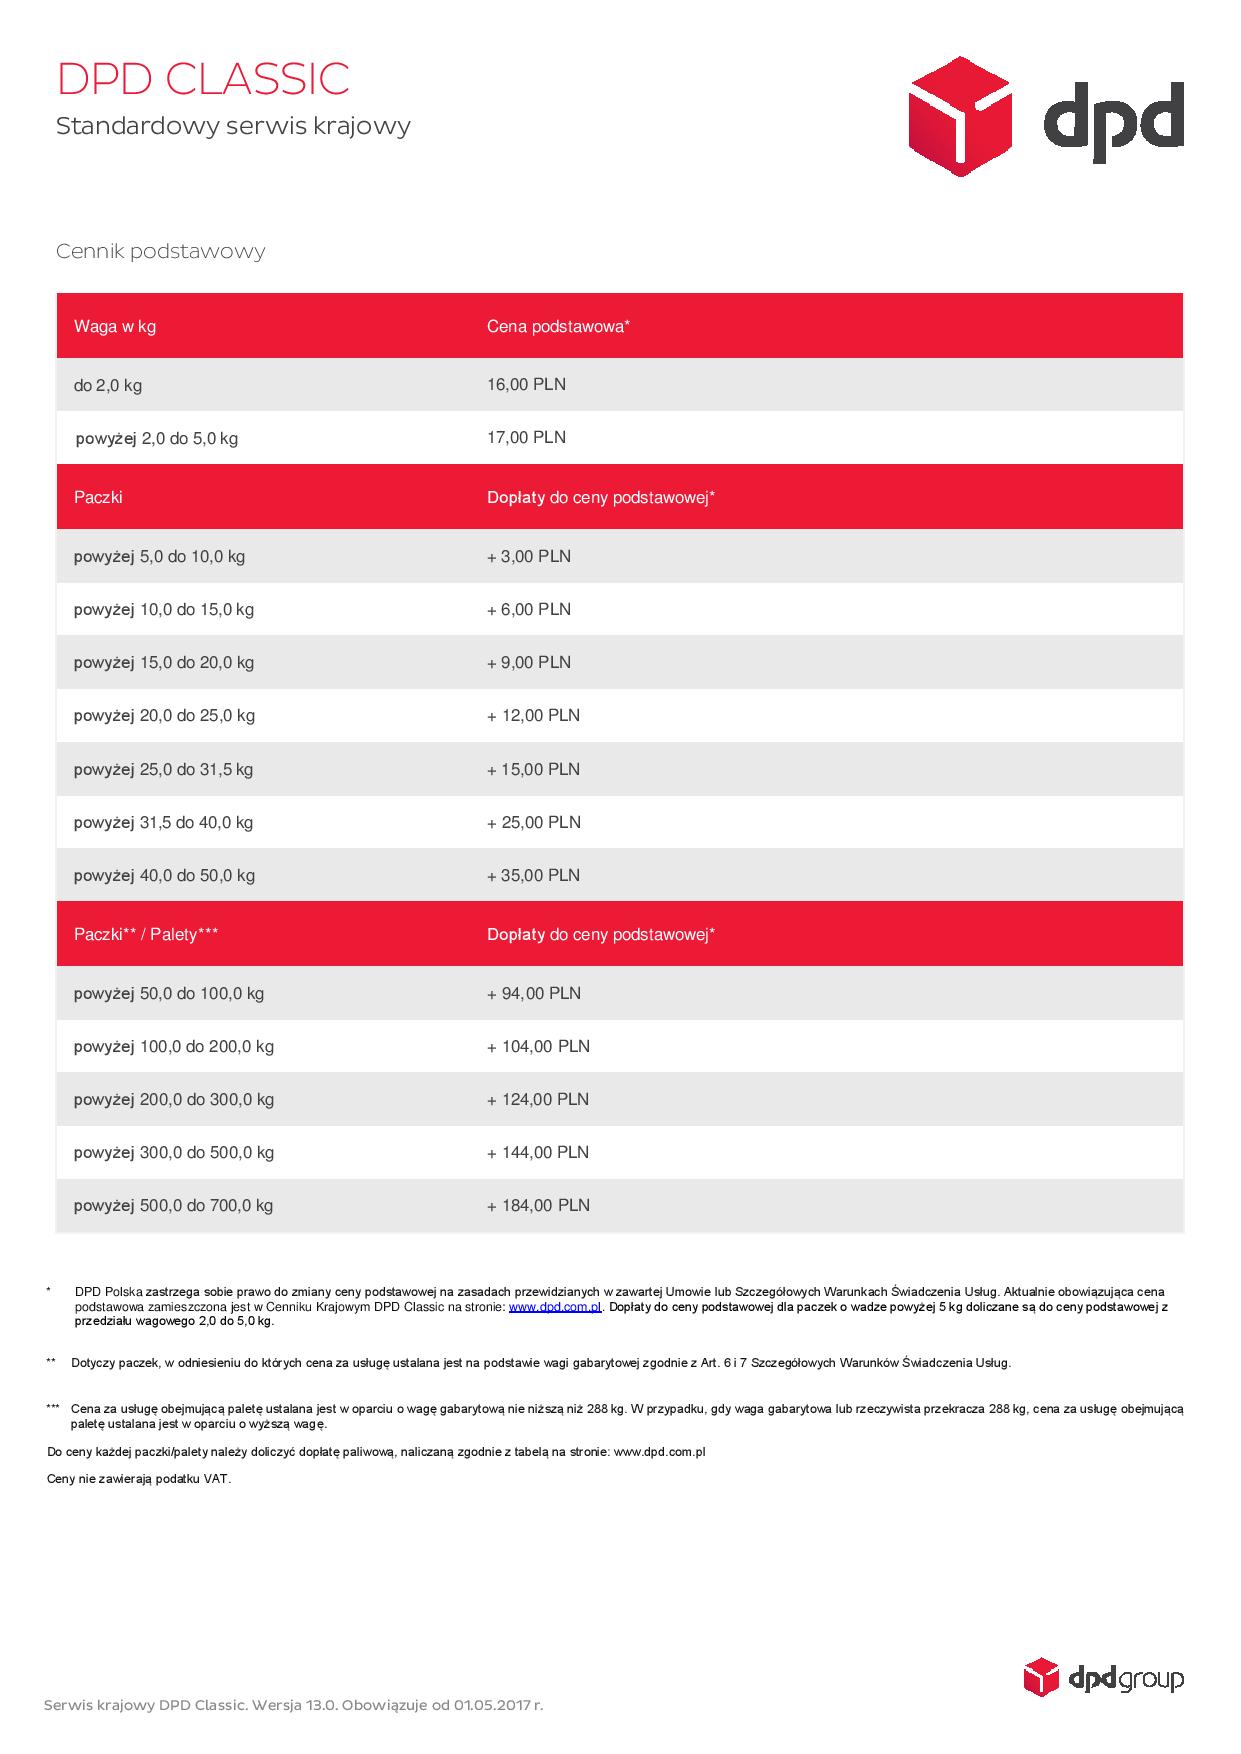 DPD CLASSIC
Standardowy serwis krajowy
dpd
Cennik podstawowy
Waga w kg Cena podstawowa*
do 2,0 kg 16,00 PLN
powyżej 2,0 do 5,0 kg 17,00 PLN
Paczki Dopłaty do ceny podstawowej*
powyżej 5,0 do 10,0 kg + 3,00 PLN
powyżej 10,0 do 15,0 kg + 6,00 PLN
powyżej 15,0 do 20,0 kg + 9,00 PLN
powyżej 20,0 do 25,0 kg + 12,00 PLN
powyżej 25,0 do 31,5 kg + 15,00 PLN
powyżej 31,5 do 40,0 kg + 25,00 PLN
powyżej 40,0 do 50,0 kg + 35,00 PLN
Paczki** / Palety*** Dopłaty do ceny podstawowej*
powyżej 50,0 do 100,0 kg + 94,00 PLN
powyżej 100,0 do 200,0 kg + 104,00 PLN
powyżej 200,0 do 300,0 kg + 124,00 PLN
powyżej 300,0 do 500,0 kg + 144,00 PLN
powyżej 500,0 do 700,0 kg + 184,00 PLN
* DPD Polska zastrzega sobie prawo do zmiany ceny podstawowej na zasadach przewidzianych w zawartej Umowie lub Szczegółowych Warunkach Świadczenia Usług. Aktualnie obowiązująca cena
podstawowa zamieszczona jest w Cenniku Krajowym DPD Classic na stronie: www.dpd.com.pl. Dopłaty do ceny podstawowej dla paczek o wadze powyżej 5 kg doliczane są do ceny podstawowej z
przedziału wagowego 2,0 do 5,0 kg.
** Dotyczy paczek, w odniesieniu do których cena za usługę ustalana jest na podstawie wagi gabarytowej zgodnie z Art. 6 i 7 Szczegółowych Warunków Świadczenia Usług.
*** Cena za usługę obejmującą paletę ustalana jest w oparciu o wagę gabarytową nie niższą niż 288 kg. W przypadku, gdy waga gabarytowa lub rzeczywista przekracza 288 kg, cena za usługę obejmującą
paletę ustalana jest w oparciu o wyższą wagę.
Do ceny każdej paczki/palety należy doliczyć dopłatę paliwową, naliczaną zgodnie z tabelą na stronie: www.dpd.com.pl
Ceny nie zawierają podatku VAT.
dpdgroup
Serwis krajowy DPD Classic. Wersja 13.0. Obowiązuje od 01.05.2017 r.